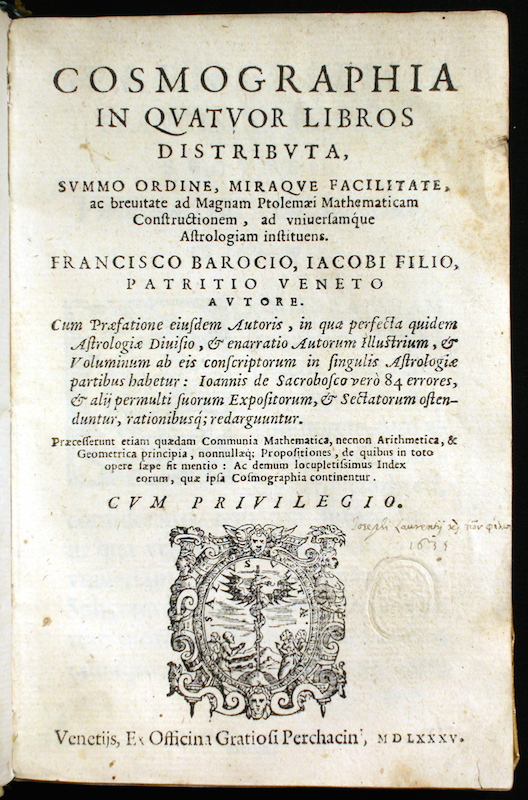 COSMOGRAPHIA
IN QVATVOR LIBROS
DISTRIBVTA,
SVMMO ORDINE, MIRAQVE FACILITATE,
ac breuitate ad Magnam Ptolemæi Mathematicam
Conſtructionem, ad vniuerſamq́ue
Aſtrologiam inſtituens.
FRANCISCO BAROCIO, IACOBI FILIO,
PATRITIO VENETO
AVTORE.
Cum Præfatione eiuſdem Autoris, in qua perfecta quidem
Aſtrologiæ Diuiſio, & enarratio Autorum illuſtrium, &
Voluminum ab eis conſcriptorum in ſingulis Aſtrologiæ
partibus habetur: Ioannis de Sacroboſco verò 84 errores,
& alij permulti ſuorum Expoſitorum, & Sectatorum oſten-
duntur, rationibusq́; redarguuntur.
Præceſſerunt etiam quædam Communia Mathematica, necnon Arithmetica, &
Geometrica principia, nonnullæq́; Propoſitiones, de quibus in toto
opere ſæpe fit mentio: Ac demum locupletiſſimus Index
eorum, quæ ipſa Coſmographia continentur.
CVM PRIVILEGIO.
Iosephi Laurentij
1635
Venetijs, Ex Officina Gratioſi Perchacini, MDLXXXV.